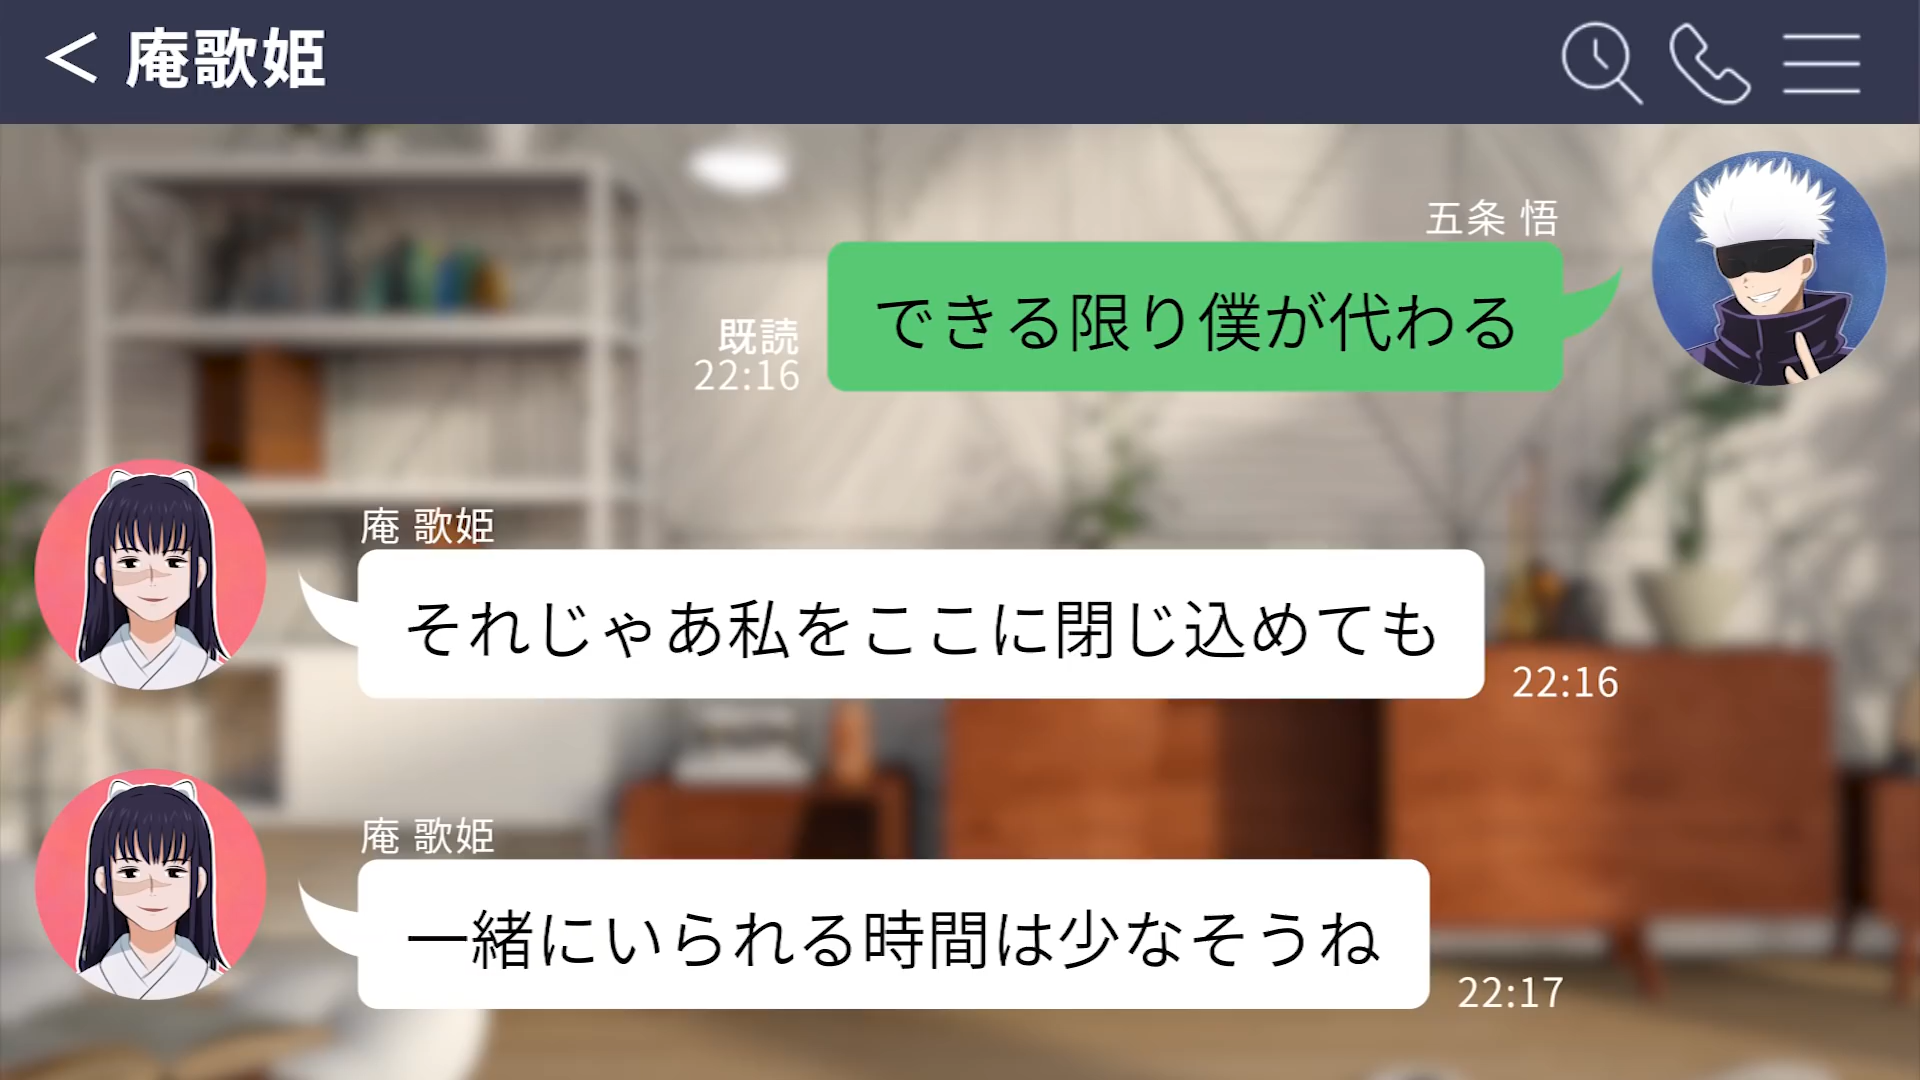 庵歌姫
五条 悟
できる限り僕が代わる
既読
22:16
庵 歌姫
それじゃあ私をここに閉じ込めても
22:16
庵 歌姫
一緒にいられる時間は少なそうね
22:17